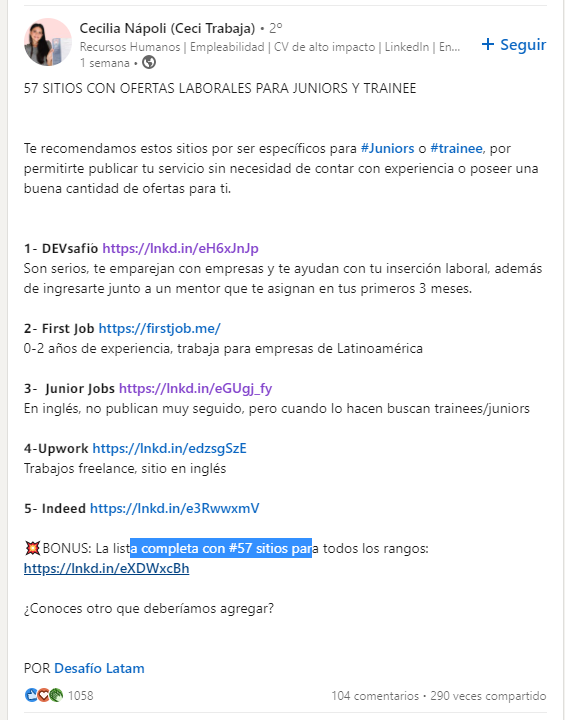 Cecilia Nápoli (Ceci Trabaja) • 2º
Recursos Humanos | Empleabilidad | CV de alto impacto | LinkedIn | En...
+ Seguir
1 semana •
57 SITIOS CON OFERTAS LABORALES PARA JUNIORS Y TRAINEE
Te recomendamos estos sitios por ser específicos para #Juniors o #trainee, por
permitirte publicar tu servicio sin necesidad de contar con experiencia o poseer una
buena cantidad de ofertas para ti.
1- DEVsafio https://lnkd.in/eH6xJnJp
Son serios, te emparejan con empresas y te ayudan con tu inserción laboral, además
de ingresarte junto a un mentor que te asignan en tus primeros 3 meses.
2- First Job https://firstjob.me/
0-2 años de experiencia, trabaja para empresas de Latinoamérica
3- Junior Jobs https://lnkd.in/eGUgj_fy
En inglés, no publican muy seguido, pero cuando lo hacen buscan trainees/juniors
4-Upwork https://lnkd.in/edzsgSzE
Trabajos freelance, sitio en inglés
5- Indeed https://lnkd.in/e3RwwxmV
💥BONUS: La lista completa con #57 sitios para todos los rangos:
https://lnkd.in/eXDWxcBh
¿Conoces otro que deberíamos agregar?
POR Desafío Latam
1058
104 comentarios • 290 veces compartido